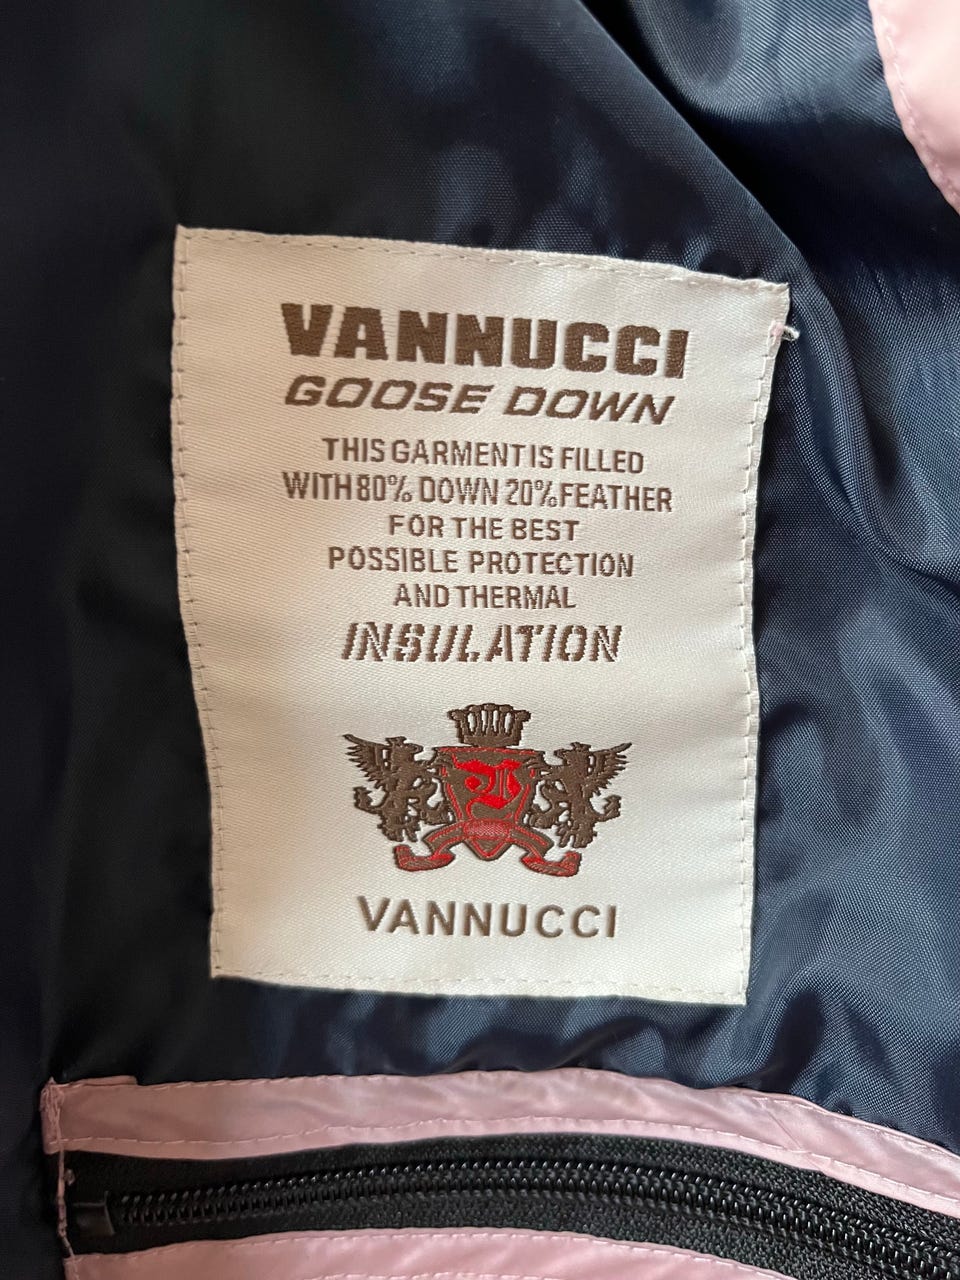 VANNUCCI
GOOSE DOWN
THIS GARMENT IS FILLED
WITH 80% DOWN 20% FEATHER
FOR THE BEST
POSSIBLE PROTECTION
AND THERMAL
INSULATION
VANNUCCI